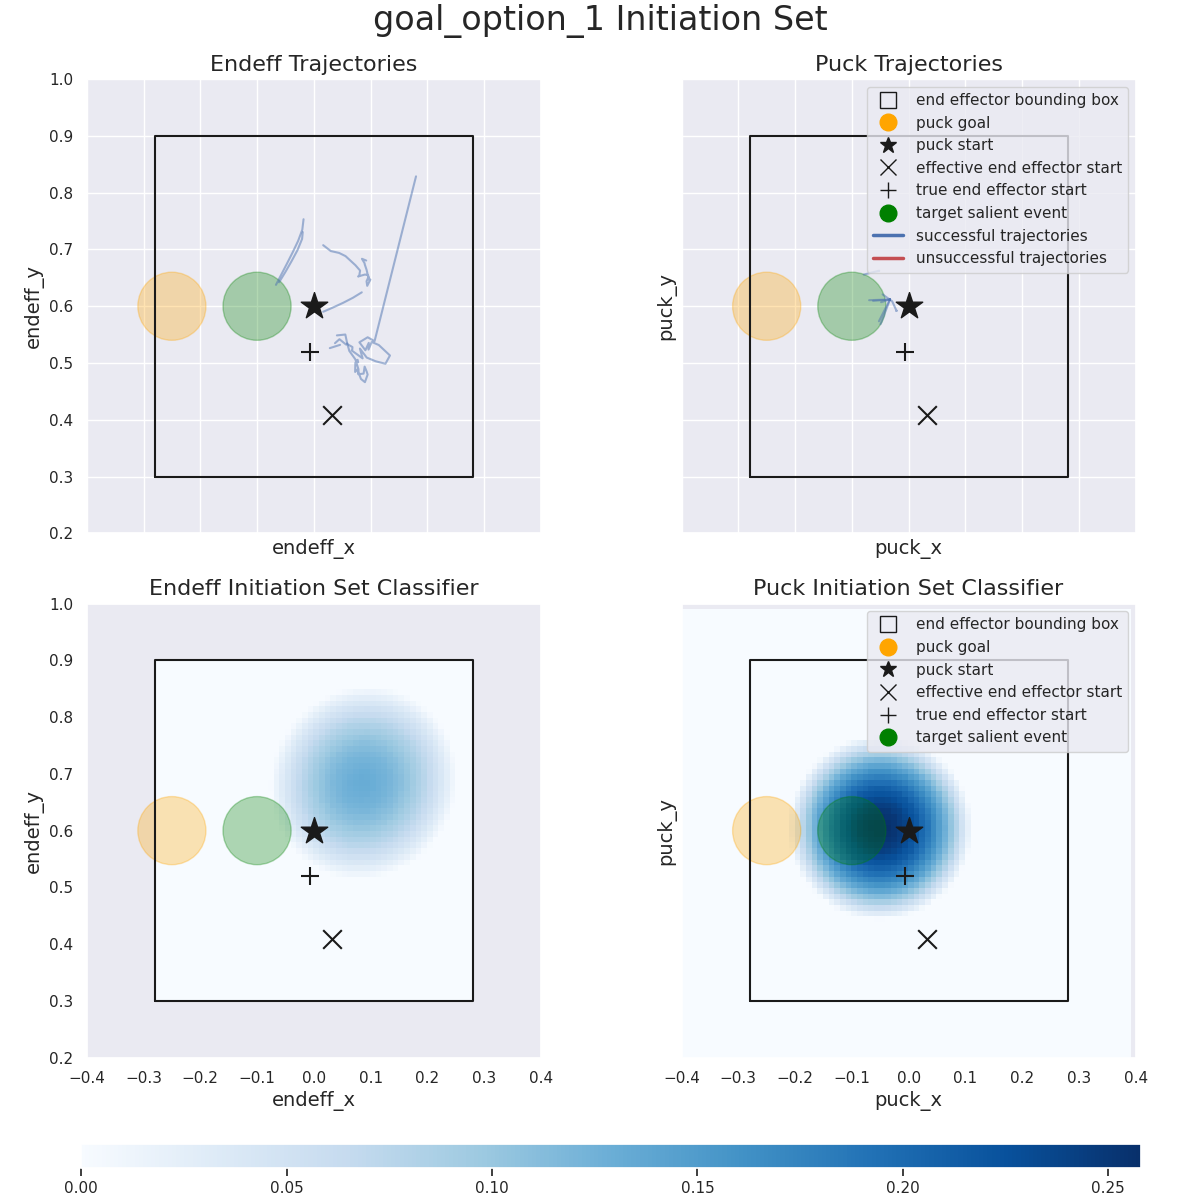 goal_option_1 Initiation Set
Endeff Trajectories
Puck Trajectories
1.0
0.9
0.8
0.7
0.6
0.5
0.4
0.3
0.2
endeff_y
endeff_x
puck_y
puck_x
end effector bounding box
puck goal
puck start
effective end effector start
true end effector start
target salient event
successful trajectories
unsuccessful trajectories
Endeff Initiation Set Classifier
Puck Initiation Set Classifier
1.0
0.9
0.8
0.7
0.6
0.5
0.4
0.3
0.2
endeff_y
−0.4 −0.3 −0.2 −0.1 0.0 0.1 0.2 0.3 0.4
endeff_x
puck_y
end effector bounding box
puck goal
puck start
effective end effector start
true end effector start
target salient event
−0.4 −0.3 −0.2 −0.1 0.0 0.1 0.2 0.3 0.4
puck_x
0.00 0.05 0.10 0.15 0.20 0.25